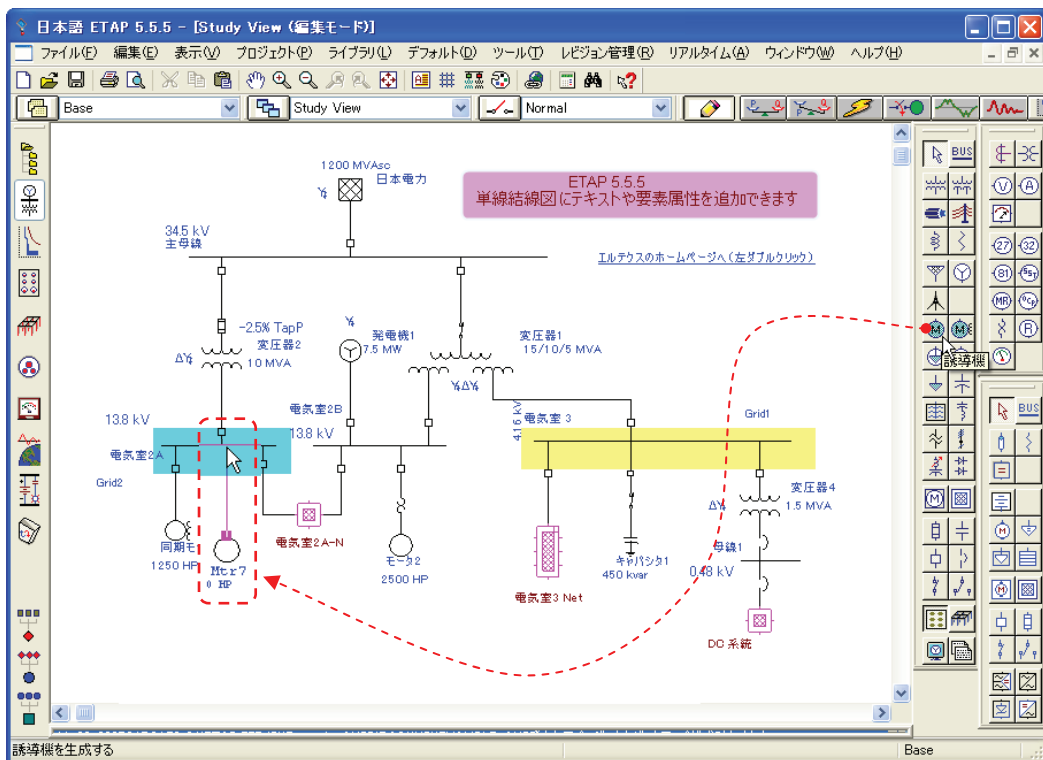 日本語 ETAP 5.5.5 - [Study View (編集モード)]
ファイル(F) 編集(E) 表示(V) プロジェクト(P) ライブラリ(L) デフォルト(D) ツール(T) レビジョン管理(R) リアルタイム(A) ウィンドウ(W) ヘルプ(H)
Base Study View Normal
1200 MVAsc
日本電力
ETAP 5.5.5
単線結線図にテキストや要素属性を追加できます
34.5 kV
主母線
エルテクスのホームページへ(左ダブルクリック)
-2.5% TapP
変圧器2
10 MVA
発電機1
7.5 MW
変圧器1
15/10/5 MVA
誘導機
電気室2B
13.8 kV
13.8 kV
4.16 kV
電気室 3
Grid1
電気室2A
Grid2
変圧器4
1.5 MVA
同期モ
1250 HP
Mtr7
0 HP
電気室2A-N
モータ2
2500 HP
キャパシタ1
450 kvar
母線1
0.48 kV
電気室3 Net
DC 系統
BUS
BUS
V
A
27
32
81
MR
R
M
M
M
M
M
誘導機を生成する
Base